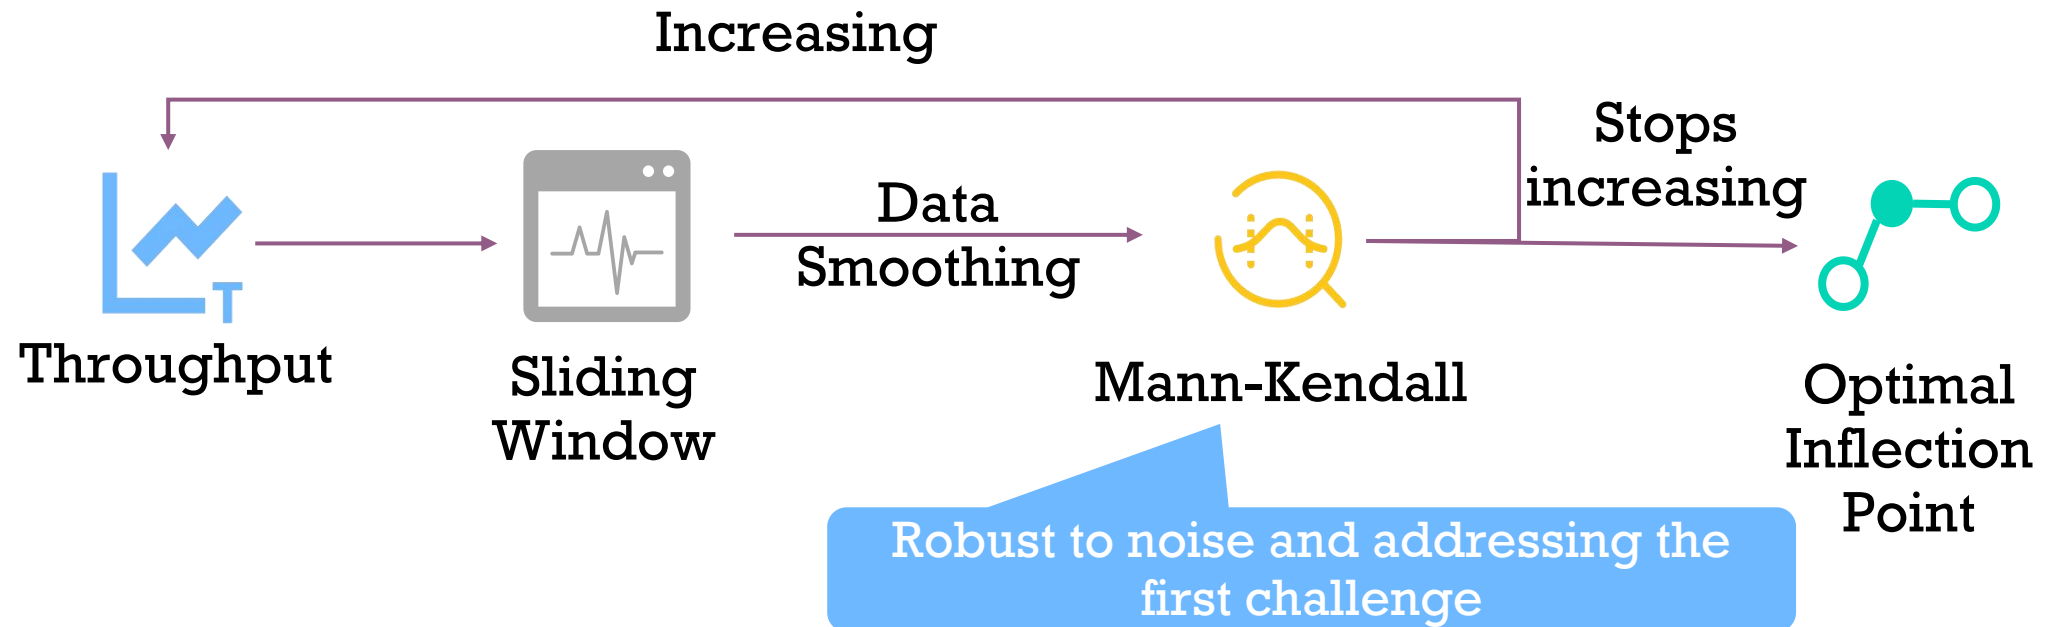 Increasing
Stops
increasing
Data
Smoothing
T
Throughput
Sliding
Window
Mann-Kendall
Optimal
Inflection
Point
Robust to noise and addressing the
first challenge